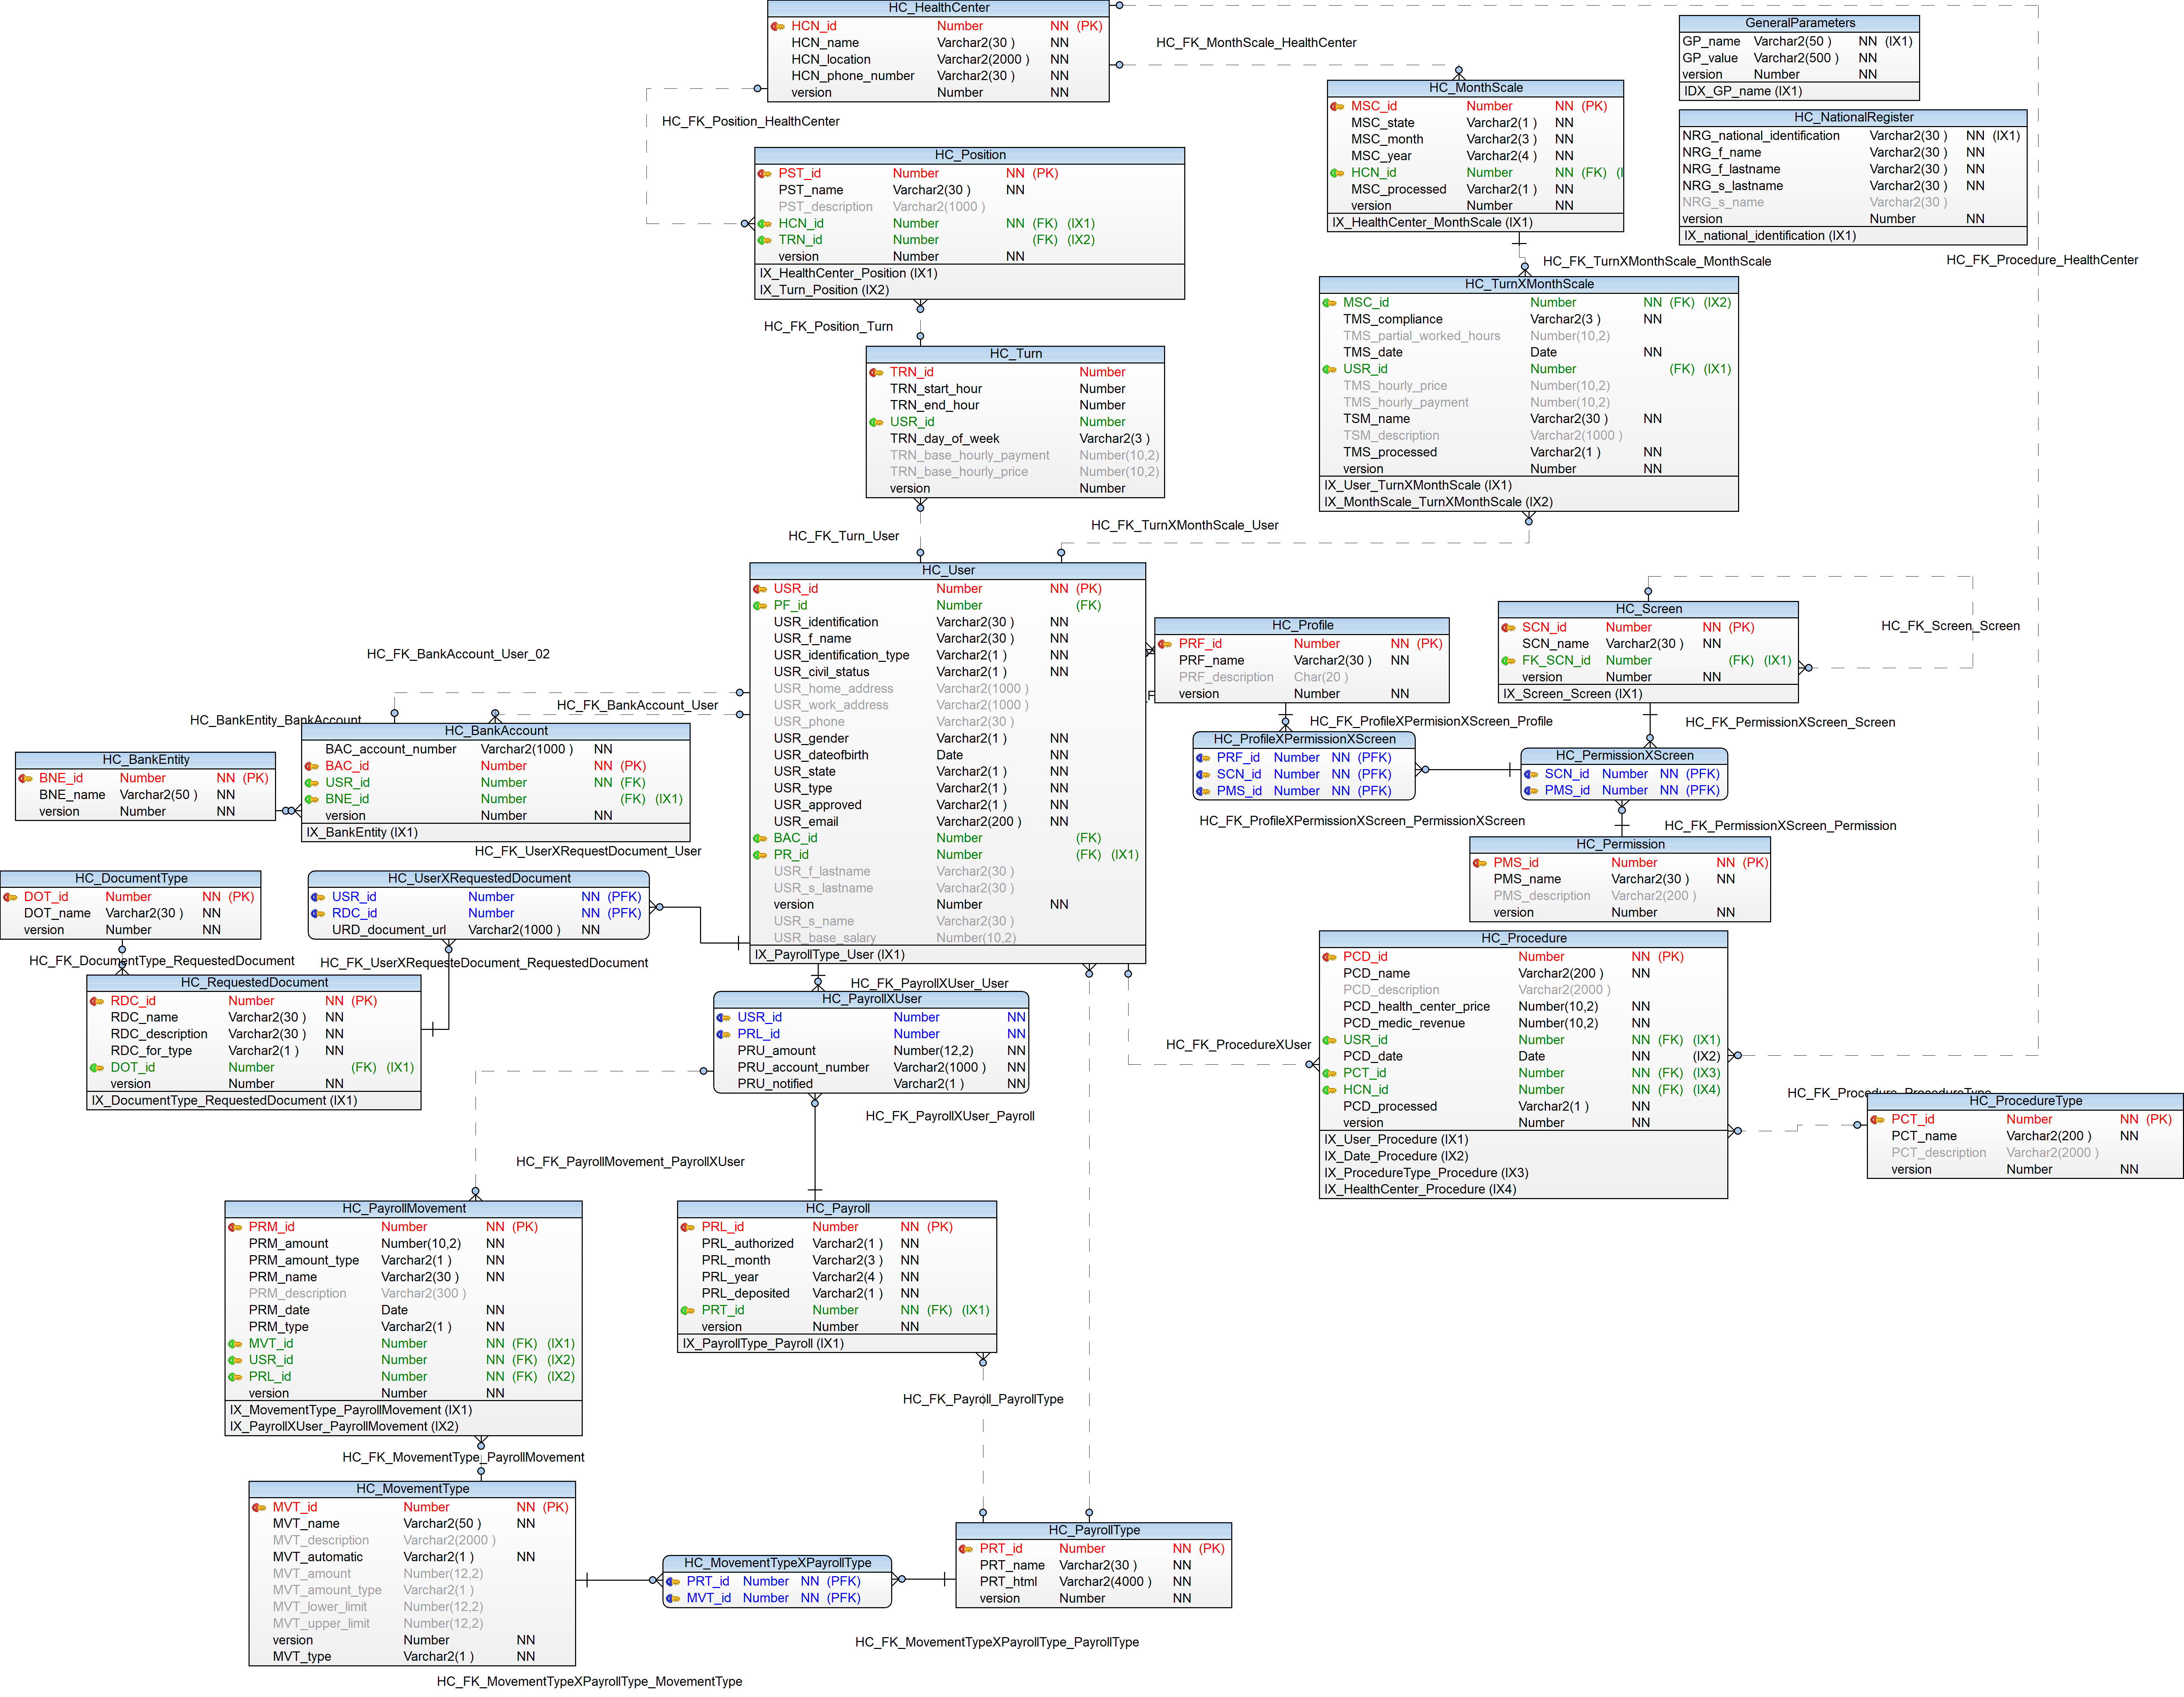 HC_HealthCenter
HCN_id Number NN (PK)
HCN_name Varchar2(30 ) NN
HCN_location Varchar2(2000 ) NN
HCN_phone_number Varchar2(30 ) NN
version Number NN
HC_FK_MonthScale_HealthCenter
HC_FK_Position_HealthCenter
GeneralParameters
GP_name Varchar2(50 ) NN (IX1)
GP_value Varchar2(500 ) NN
version Number NN
IDX_GP_name (IX1)
HC_MonthScale
MSC_id Number NN (PK)
MSC_state Varchar2(1 ) NN
MSC_month Varchar2(3 ) NN
MSC_year Varchar2(4 ) NN
HCN_id Number NN (FK) (I
MSC_processed Varchar2(1 ) NN
version Number NN
IX_HealthCenter_MonthScale (IX1)
HC_NationalRegister
NRG_national_identification Varchar2(30 ) NN (IX1)
NRG_f_name Varchar2(30 ) NN
NRG_f_lastname Varchar2(30 ) NN
NRG_s_lastname Varchar2(30 ) NN
NRG_s_name Varchar2(30 )
version Number NN
IX_national_identification (IX1)
HC_FK_Procedure_HealthCenter
HC_Position
PST_id Number NN (PK)
PST_name Varchar2(30 ) NN
PST_description Varchar2(1000 )
HCN_id Number NN (FK) (IX1)
TRN_id Number (FK) (IX2)
version Number NN
IX_HealthCenter_Position (IX1)
IX_Turn_Position (IX2)
HC_FK_Position_Turn
HC_FK_TurnXMonthScale_MonthScale
HC_TurnXMonthScale
MSC_id Number NN (FK) (IX2)
TMS_compliance Varchar2(3 ) NN
TMS_partial_worked_hours Number(10,2)
TMS_date Date NN
USR_id Number (FK) (IX1)
TMS_hourly_price Number(10,2)
TMS_hourly_payment Number(10,2)
TSM_name Varchar2(30 ) NN
TSM_description Varchar2(1000 )
TMS_processed Varchar2(1 ) NN
version Number NN
IX_User_TurnXMonthScale (IX1)
IX_MonthScale_TurnXMonthScale (IX2)
HC_Turn
TRN_id Number
TRN_start_hour Number
TRN_end_hour Number
USR_id Number
TRN_day_of_week Varchar2(3 )
TRN_base_hourly_payment Number(10,2)
TRN_base_hourly_price Number(10,2)
version Number
HC_FK_TurnXMonthScale_User
HC_FK_Turn_User
HC_User
USR_id Number NN (PK)
PF_id Number (FK)
USR_identification Varchar2(30 ) NN
USR_f_name Varchar2(30 ) NN
USR_identification_type Varchar2(1 ) NN
USR_civil_status Varchar2(1 ) NN
USR_home_address Varchar2(1000 )
USR_work_address Varchar2(1000 )
USR_phone Varchar2(30 )
USR_gender Varchar2(1 ) NN
USR_dateofbirth Date NN
USR_state Varchar2(1 ) NN
USR_type Varchar2(1 ) NN
USR_approved Varchar2(1 ) NN
USR_email Varchar2(200 ) NN
BAC_id Number (FK)
PR_id Number (FK) (IX1)
USR_f_lastname Varchar2(30 )
USR_s_lastname Varchar2(30 )
version Number NN
USR_s_name Varchar2(30 )
USR_base_salary Number(10,2)
IX_PayrollType_User (IX1)
F
HC_Profile
PRF_id Number NN (PK)
PRF_name Varchar2(30 ) NN
PRF_description Char(20 )
version Number NN
HC_Screen
SCN_id Number NN (PK)
SCN_name Varchar2(30 ) NN
FK_SCN_id Number (FK) (IX1)
version Number NN
IX_Screen_Screen (IX1)
HC_FK_Screen_Screen
HC_FK_ProfileXPermisionXScreen_Profile
HC_FK_PermissionXScreen_Screen
HC_ProfileXPermissionXScreen
PRF_id Number NN (PFK)
SCN_id Number NN (PFK)
PMS_id Number NN (PFK)
HC_PermissionXScreen
SCN_id Number NN (PFK)
PMS_id Number NN (PFK)
HC_FK_ProfileXPermissionXScreen_PermissionXScreen
HC_FK_PermissionXScreen_Permission
HC_Permission
PMS_id Number NN (PK)
PMS_name Varchar2(30 ) NN
PMS_description Varchar2(200 )
version Number NN
HC_FK_BankAccount_User_02
HC_FK_BankAccount_User
HC_BankEntity_BankAccount
HC_BankAccount
BAC_account_number Varchar2(1000 ) NN
BAC_id Number NN (PK)
USR_id Number NN (FK)
BNE_id Number (FK) (IX1)
version Number NN
IX_BankEntity (IX1)
HC_BankEntity
BNE_id Number NN (PK)
BNE_name Varchar2(50 ) NN
version Number NN
HC_FK_UserXRequestDocument_User
HC_DocumentType
DOT_id Number NN (PK)
DOT_name Varchar2(30 ) NN
version Number NN
HC_UserXRequestedDocument
USR_id Number NN (PFK)
RDC_id Number NN (PFK)
URD_document_url Varchar2(1000 ) NN
HC_FK_DocumentType_RequestedDocument
HC_FK_UserXRequesteDocument_RequestedDocument
HC_RequestedDocument
RDC_id Number NN (PK)
RDC_name Varchar2(30 ) NN
RDC_description Varchar2(30 ) NN
RDC_for_type Varchar2(1 ) NN
DOT_id Number (FK) (IX1)
version Number NN
IX_DocumentType_RequestedDocument (IX1)
HC_FK_PayrollXUser_User
HC_PayrollXUser
USR_id Number NN
PRL_id Number NN
PRU_amount Number(12,2) NN
PRU_account_number Varchar2(1000 ) NN
PRU_notified Varchar2(1 ) NN
HC_FK_PayrollXUser_Payroll
HC_FK_ProcedureXUser
HC_Procedure
PCD_id Number NN (PK)
PCD_name Varchar2(200 ) NN
PCD_description Varchar2(2000 )
PCD_health_center_price Number(10,2) NN
PCD_medic_revenue Number(10,2) NN
USR_id Number NN (FK) (IX1)
PCD_date Date NN (IX2)
PCT_id Number NN (FK) (IX3)
HCN_id Number NN (FK) (IX4)
PCD_processed Varchar2(1 ) NN
version Number NN
IX_User_Procedure (IX1)
IX_Date_Procedure (IX2)
IX_ProcedureType_Procedure (IX3)
IX_HealthCenter_Procedure (IX4)
HC_FK_Procedure_ProcedureType
HC_ProcedureType
PCT_id Number NN (PK)
PCT_name Varchar2(200 ) NN
PCT_description Varchar2(2000 )
version Number NN
HC_FK_PayrollMovement_PayrollXUser
HC_PayrollMovement
PRM_id Number NN (PK)
PRM_amount Number(10,2) NN
PRM_amount_type Varchar2(1 ) NN
PRM_name Varchar2(30 ) NN
PRM_description Varchar2(300 )
PRM_date Date NN
PRM_type Varchar2(1 ) NN
MVT_id Number NN (FK) (IX1)
USR_id Number NN (FK) (IX2)
PRL_id Number NN (FK) (IX2)
version Number NN
IX_MovementType_PayrollMovement (IX1)
IX_PayrollXUser_PayrollMovement (IX2)
HC_Payroll
PRL_id Number NN (PK)
PRL_authorized Varchar2(1 ) NN
PRL_month Varchar2(3 ) NN
PRL_year Varchar2(4 ) NN
PRL_deposited Varchar2(1 ) NN
PRT_id Number NN (FK) (IX1)
version Number NN
IX_PayrollType_Payroll (IX1)
HC_FK_Payroll_PayrollType
HC_FK_MovementType_PayrollMovement
HC_MovementType
MVT_id Number NN (PK)
MVT_name Varchar2(50 ) NN
MVT_description Varchar2(2000 )
MVT_automatic Varchar2(1 ) NN
MVT_amount Number(12,2)
MVT_amount_type Varchar2(1 )
MVT_lower_limit Number(12,2)
MVT_upper_limit Number(12,2)
version Number NN
MVT_type Varchar2(1 ) NN
HC_MovementTypeXPayrollType
PRT_id Number NN (PFK)
MVT_id Number NN (PFK)
HC_PayrollType
PRT_id Number NN (PK)
PRT_name Varchar2(30 ) NN
PRT_html Varchar2(4000 ) NN
version Number NN
HC_FK_MovementTypeXPayrollType_PayrollType
HC_FK_MovementTypeXPayrollType_MovementType